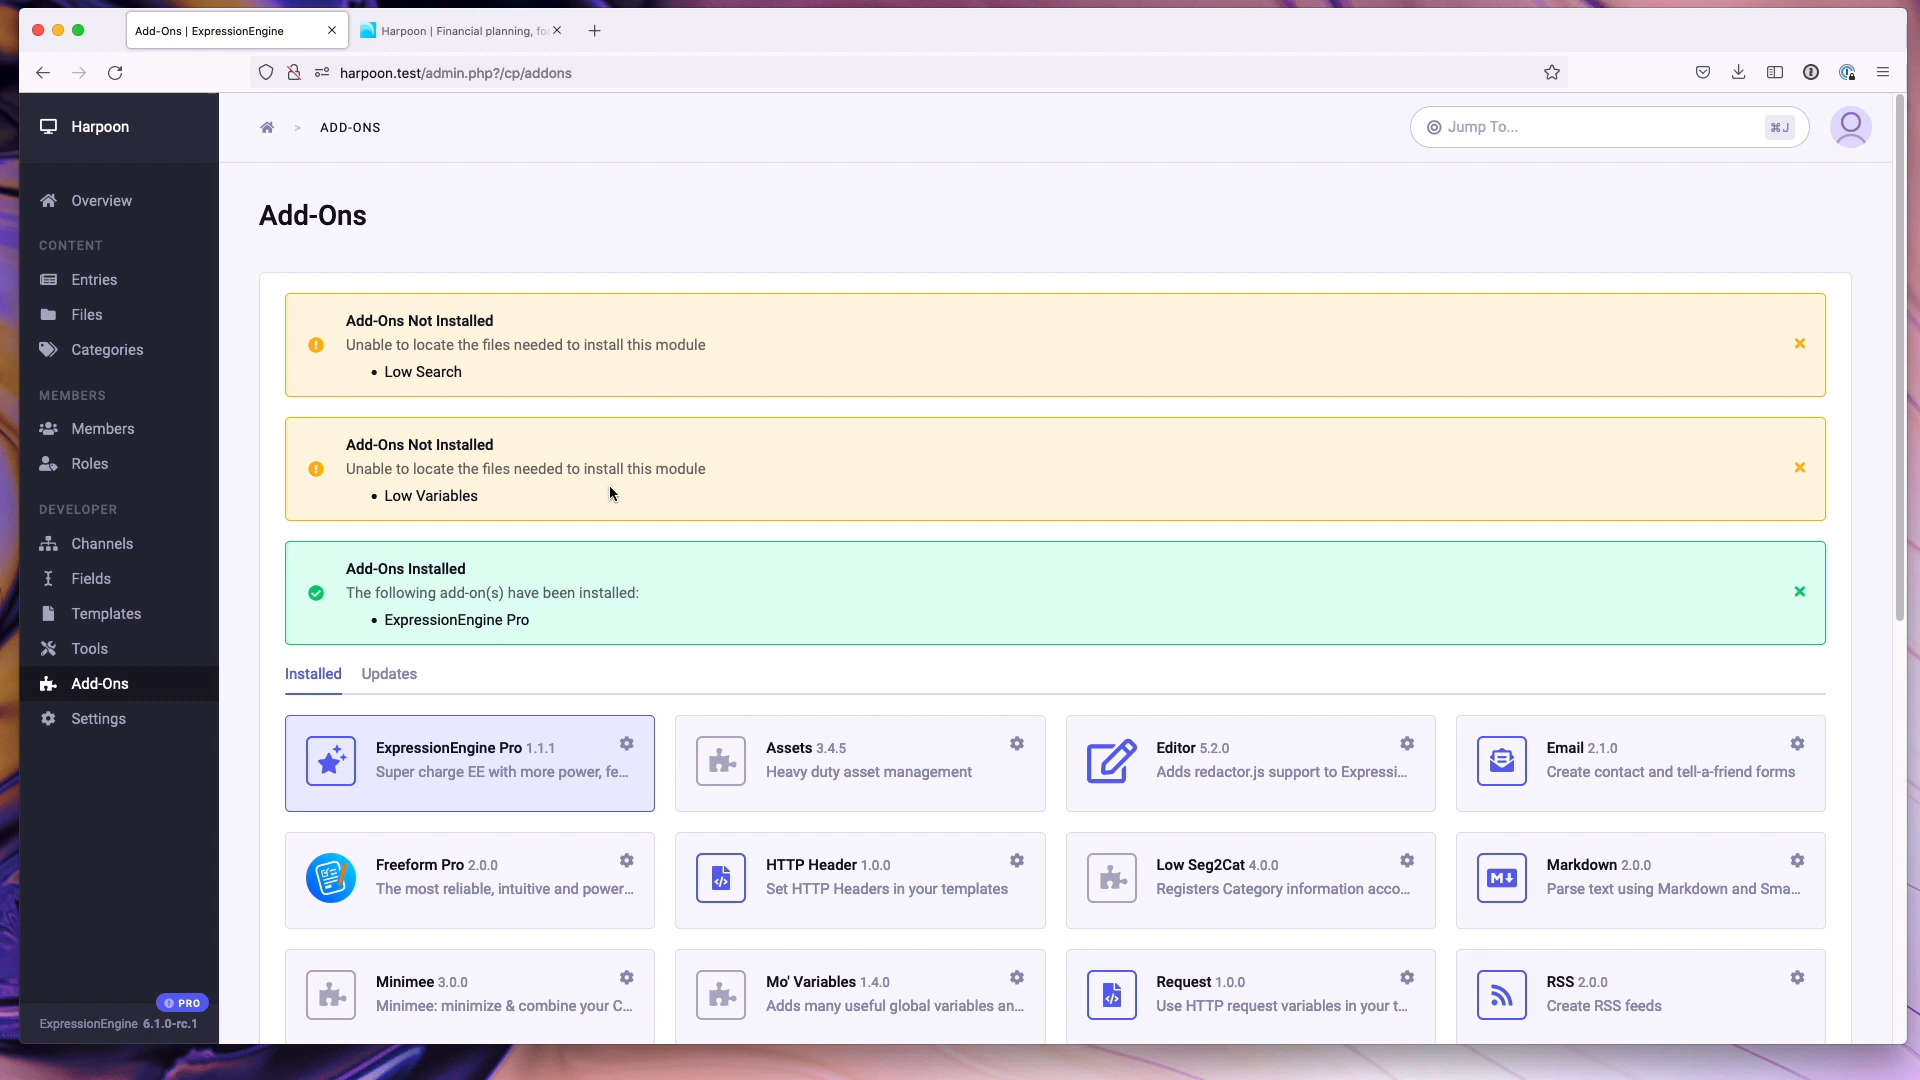 Add-Ons | ExpressionEngine
Harpoon | Financial planning, fo
harpoon.test/admin.php?/cp/addons
Harpoon
Overview
CONTENT
Entries
Files
Categories
MEMBERS
Members
Roles
DEVELOPER
Channels
Fields
Templates
Tools
Add-Ons
Settings
PRO
ExpressionEngine 6.1.0-rc.1
> ADD-ONS
Jump To...
⌘J
Add-Ons
Add-Ons Not Installed
Unable to locate the files needed to install this module
• Low Search
Add-Ons Not Installed
Unable to locate the files needed to install this module
• Low Variables
Add-Ons Installed
The following add-on(s) have been installed:
• ExpressionEngine Pro
Installed
Updates
ExpressionEngine Pro 1.1.1
Super charge EE with more power, fe...
Assets 3.4.5
Heavy duty asset management
Editor 5.2.0
Adds redactor.js support to Expressi...
Email 2.1.0
Create contact and tell-a-friend forms
Freeform Pro 2.0.0
The most reliable, intuitive and power...
HTTP Header 1.0.0
Set HTTP Headers in your templates
Low Seg2Cat 4.0.0
Registers Category information acco...
M
Markdown 2.0.0
Parse text using Markdown and Sma...
Minimee 3.0.0
Minimee: minimize & combine your C...
Mo' Variables 1.4.0
Adds many useful global variables an...
Request 1.0.0
Use HTTP request variables in your t...
RSS 2.0.0
Create RSS feeds